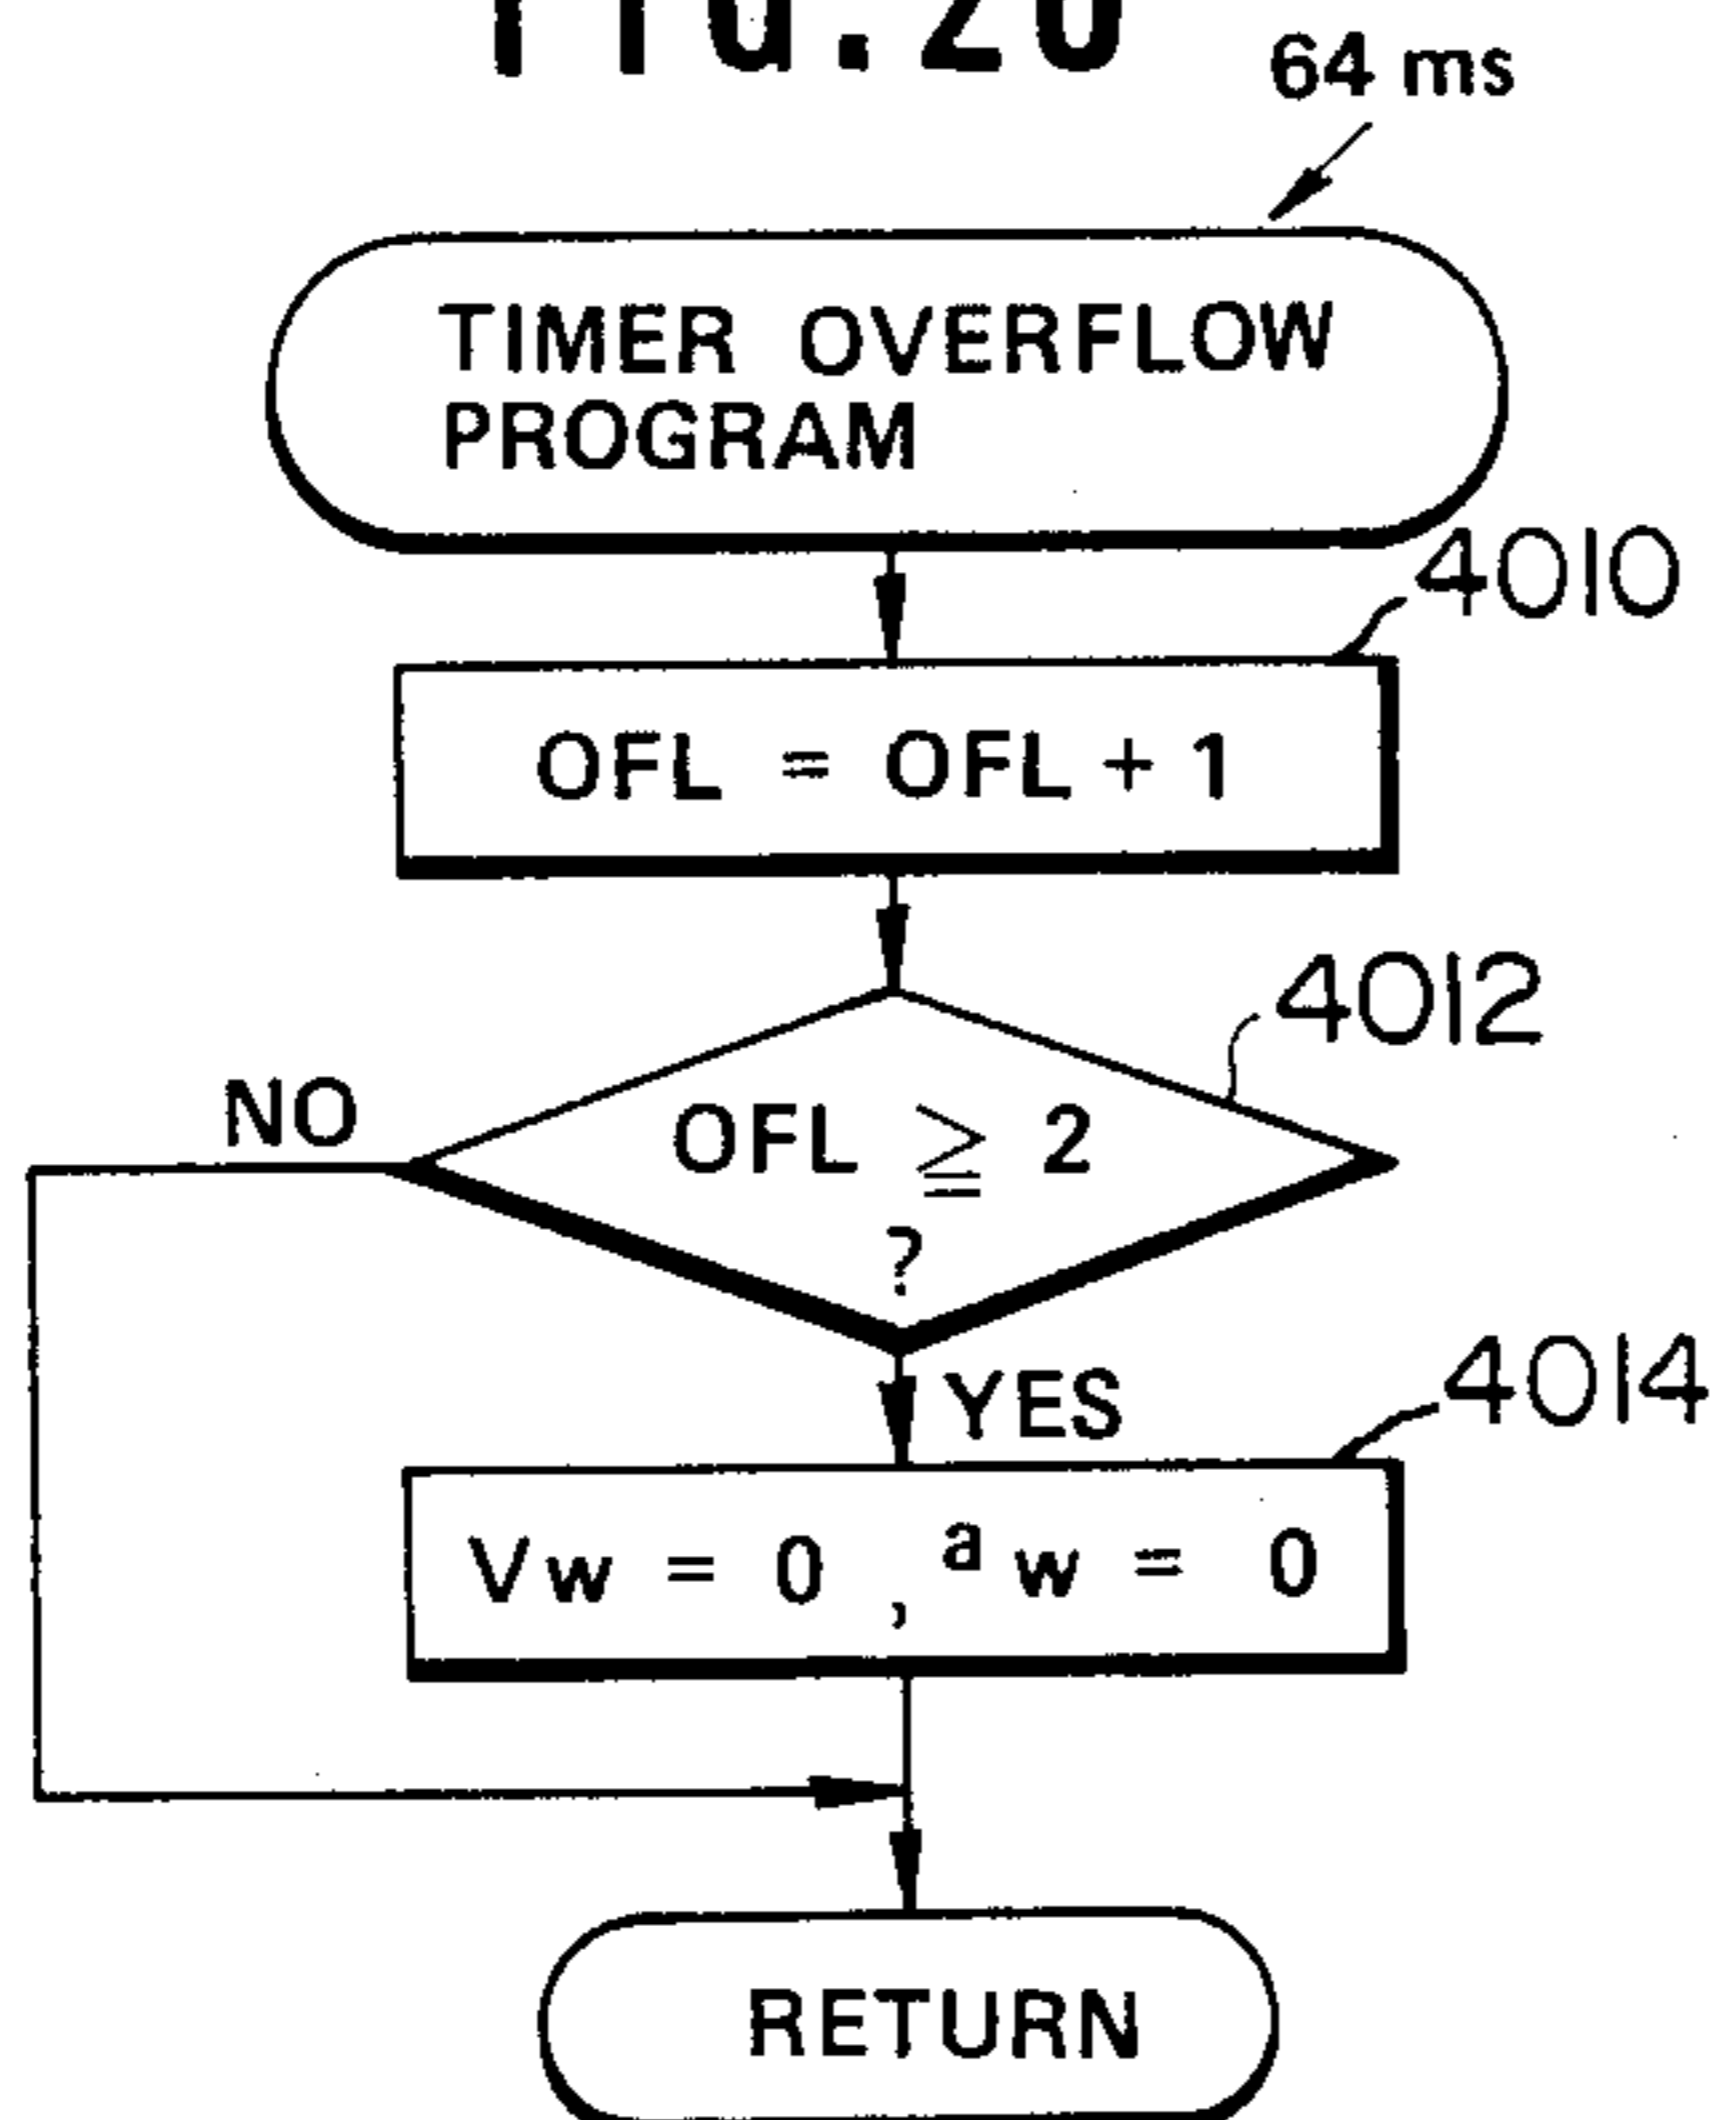 64 ms
TIMER OVERFLOW
PROGRAM
4010
OFL = OFL + 1
4012
NO
OFL ≧ 2
?
YES
4014
Vw = 0 , aw = 0
RETURN